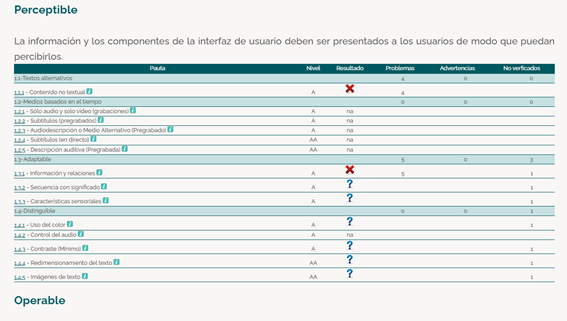 Perceptible
La información y los componentes de la interfaz de usuario deben ser presentados a los usuarios de modo que puedan
percibirlos.
Pauta Nivel Resultado Problemas Advertencias No verificados
1.1-Textos alternativos 4 0 0
1.1.1 - Contenido no textual A 4
1.2-Medios basados en el tiempo 0 0 0
1.2.1 - Sólo audio y solo vídeo (grabaciones) A na
1.2.2 - Subtítulos (pregrabados) A na
1.2.3 - Audiodescripción o Medio Alternativo (Pregrabado) A na
1.2.4 - Subtítulos (en directo) AA na
1.2.5 - Descripción auditiva (Pregrabada) AA na
1.3-Adaptable 5 0 3
1.3.1 - Información y relaciones A 5 1
1.3.2 - Secuencia con significado A ? 1
1.3.3 - Características sensoriales A ? 1
1.4-Distinguible 0 0 1
1.4.1 - Uso del color A ? 1
1.4.2 - Control del audio A na
1.4.3 - Contraste (Mínimo) A ? 1
1.4.4 - Redimensionamiento del texto AA ? 1
1.4.5 - Imágenes de texto AA ? 1
Operable